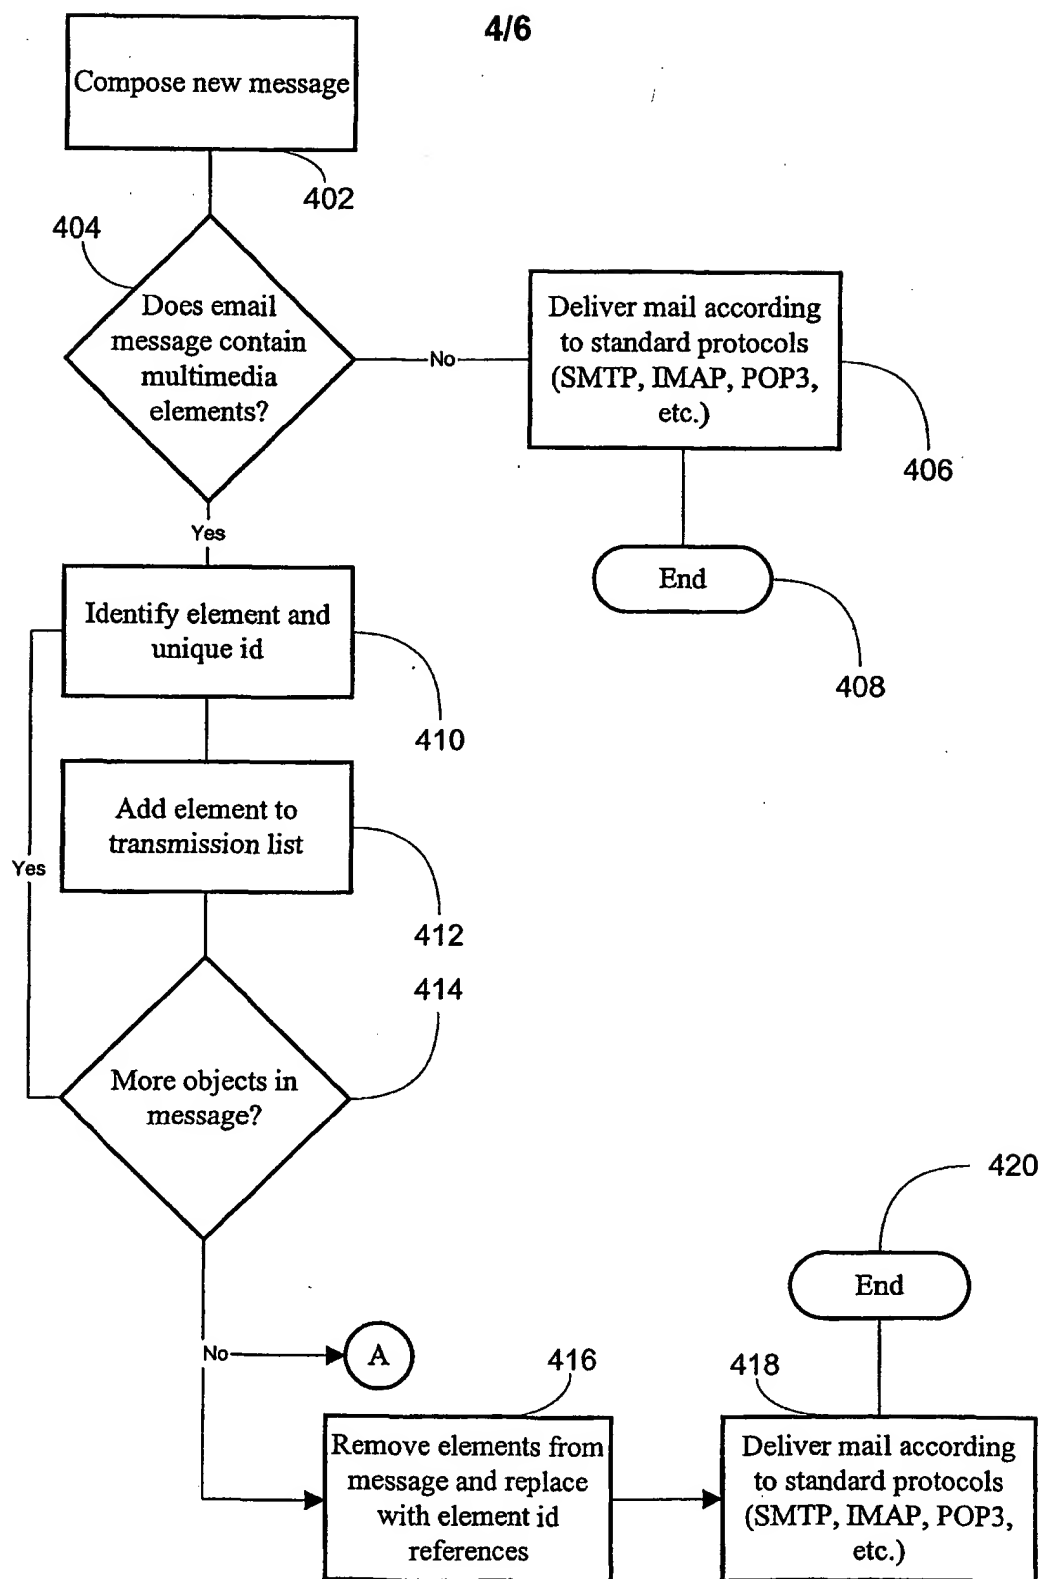 4/6
Compose new message
402
404
Does email
message contain
multimedia
elements?
No
Deliver mail according
to standard protocols
(SMTP, IMAP, POP3,
etc.)
406
Yes
End
408
Identify element and
unique id
410
Add element to
transmission list
Yes
412
414
More objects in
message?
420
End
No
A
416
418
Remove elements from
message and replace
with element id
references
Deliver mail according
to standard protocols
(SMTP, IMAP, POP3,
etc.)